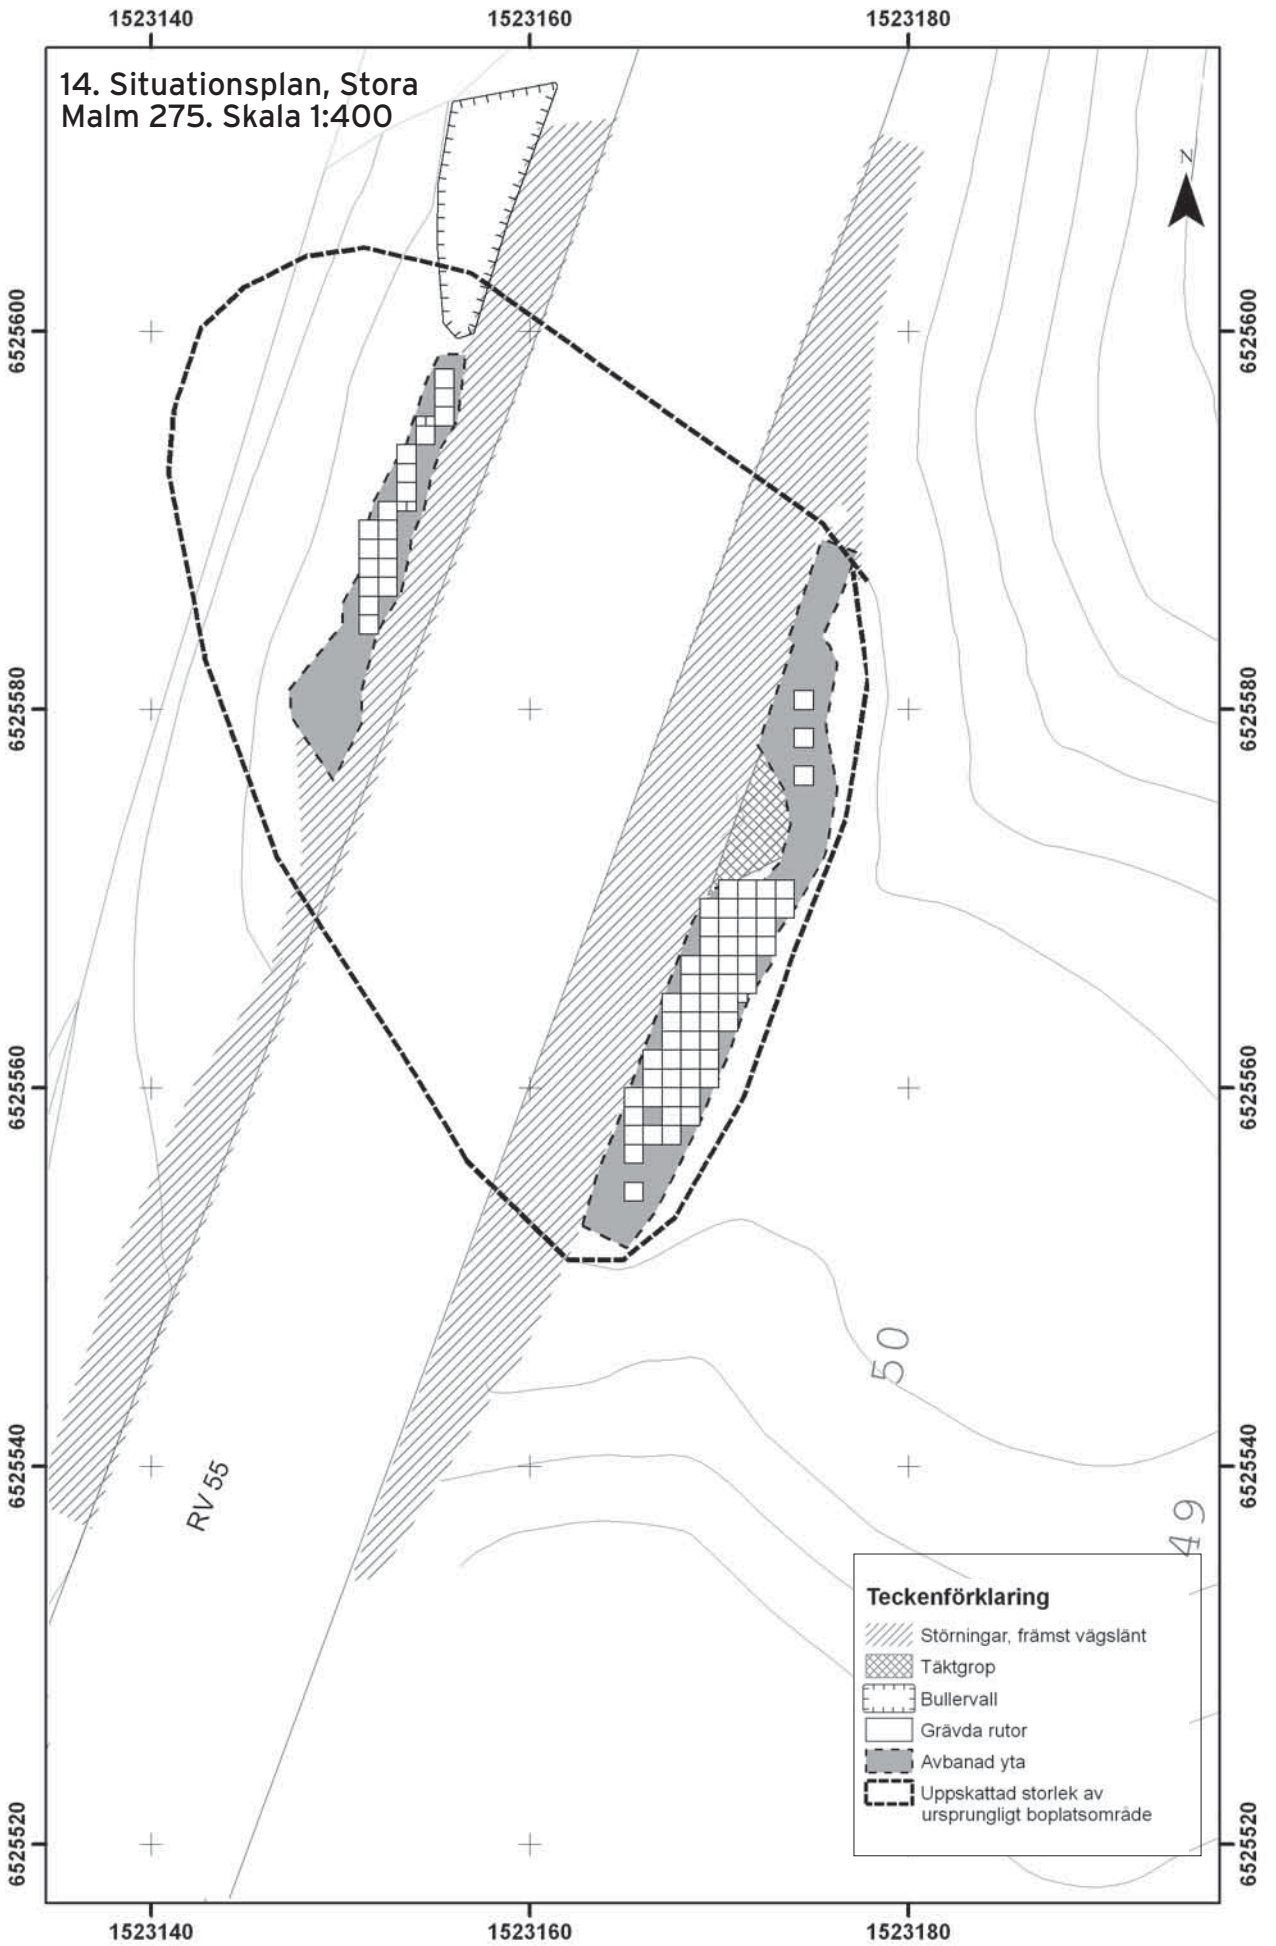 1523140
1523160
1523180
14. Situationsplan, Stora
Malm 275. Skala 1:400
N
6525600
6525600
6525580
6525580
6525560
6525560
50
6525540
6525540
RV 55
49
Teckenförklaring
Störningar, främst vägslänt
Täktgrop
Bullervall
Grävda rutor
Avbanad yta
Uppskattad storlek av
ursprungligt boplatsområde
6525520
6525520
1523140
1523160
1523180